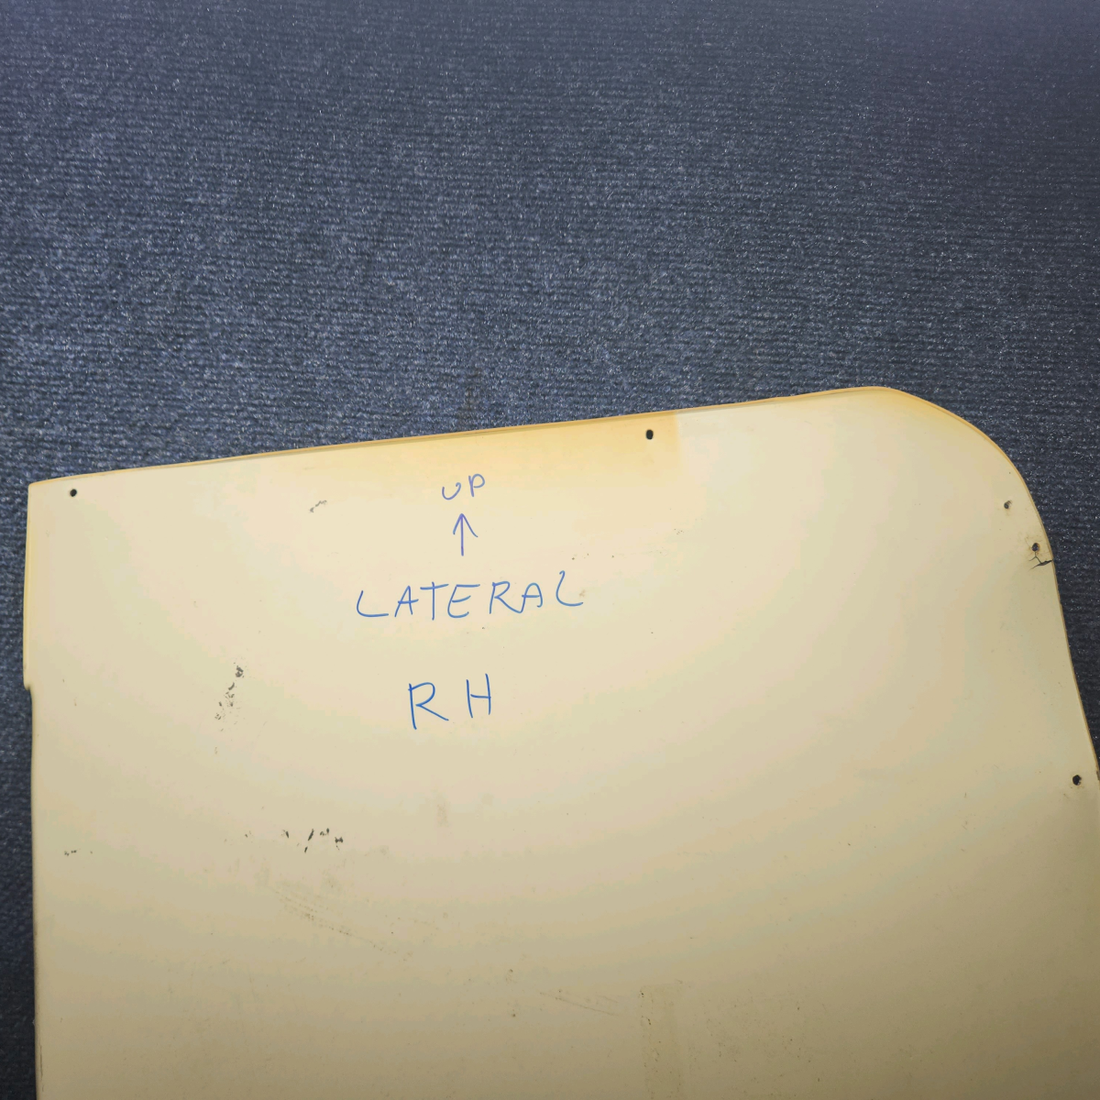 UP
↑
LATERAL
RH